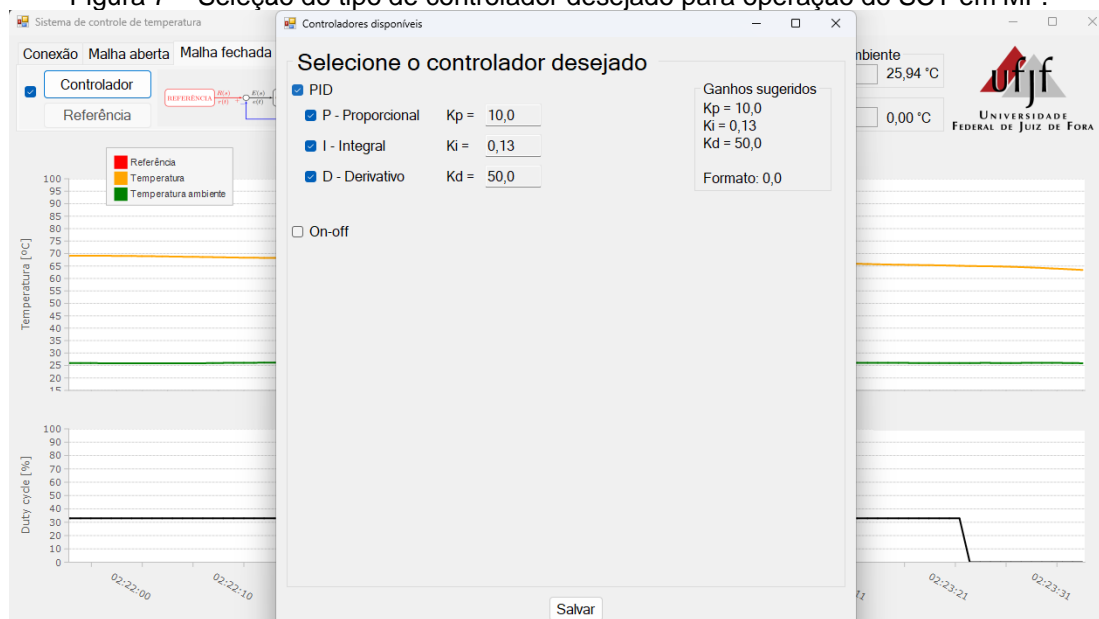 Figura 7 – Seleção do tipo de controlador desejado para operação do SCT em MF.
Sistema de controle de temperatura
Conexão Malha aberta Malha fechada
Controlador
Referência
REFERÊNCIA R(s) r(t) + - E(s) e(t)
Controladores disponíveis
Selecione o controlador desejado
PID
P - Proporcional Kp = 10,0
I - Integral Ki = 0,13
D - Derivativo Kd = 50,0
On-off
Ganhos sugeridos
Kp = 10,0
Ki = 0,13
Kd = 50,0
Formato: 0,0
Salvar
mbiente
25,94 °C
0,00 °C
ufjf
UNIVERSIDADE
FEDERAL DE JUIZ DE FORA
Referência
Temperatura
Temperatura ambiente
Temperatura [ºC]
100
95
90
85
80
75
70
65
60
55
50
45
40
35
30
25
20
15
Duty cycle [%]
100
90
80
70
60
50
40
30
20
10
0
02:22:00
02:22:10
11
02:23:21
02:23:31